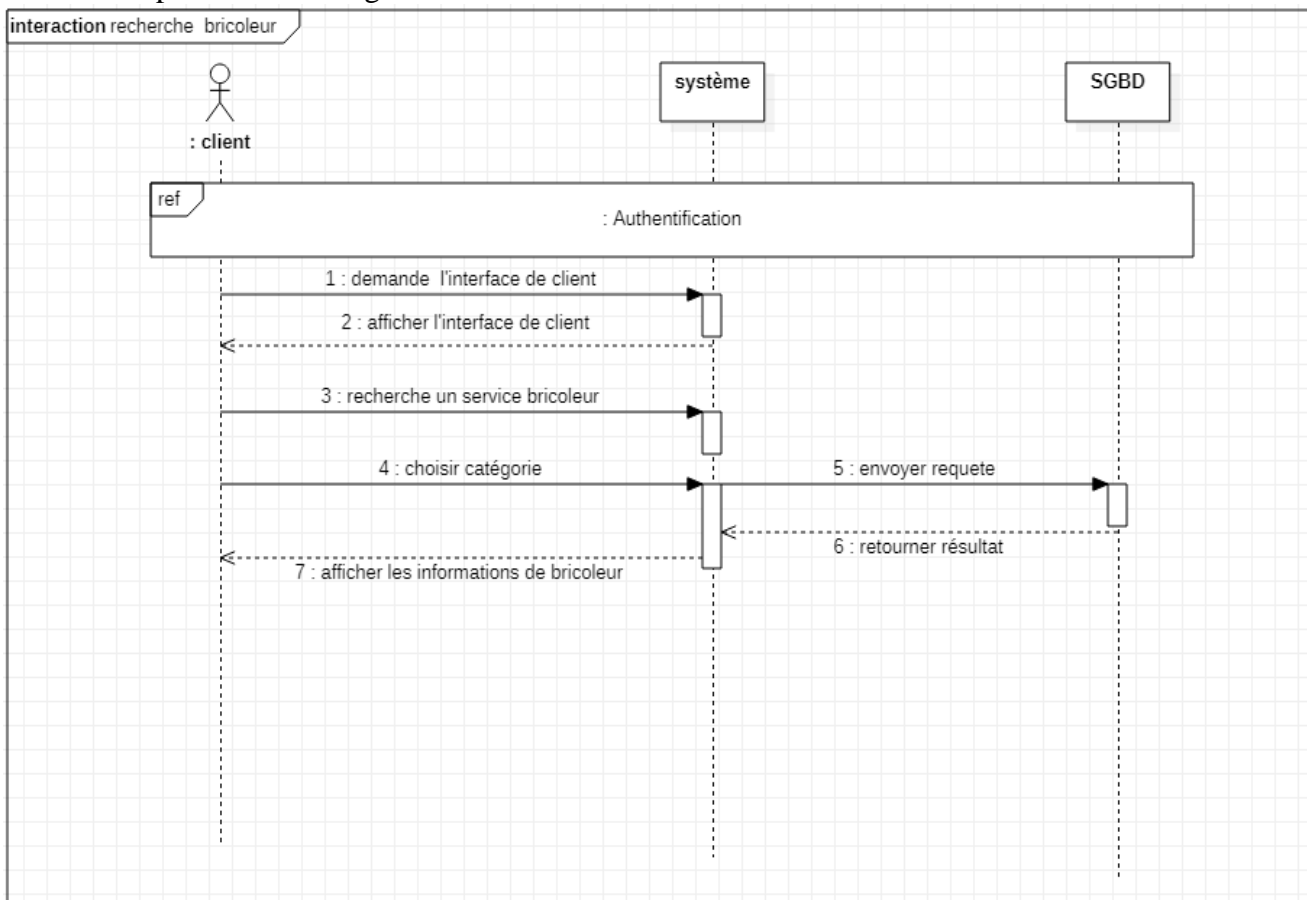 interaction recherche bricoleur
: client
système
SGBD
ref
: Authentification
1 : demande l'interface de client
2 : afficher l'interface de client
3 : recherche un service bricoleur
4 : choisir catégorie
5 : envoyer requete
6 : retourner résultat
7 : afficher les informations de bricoleur